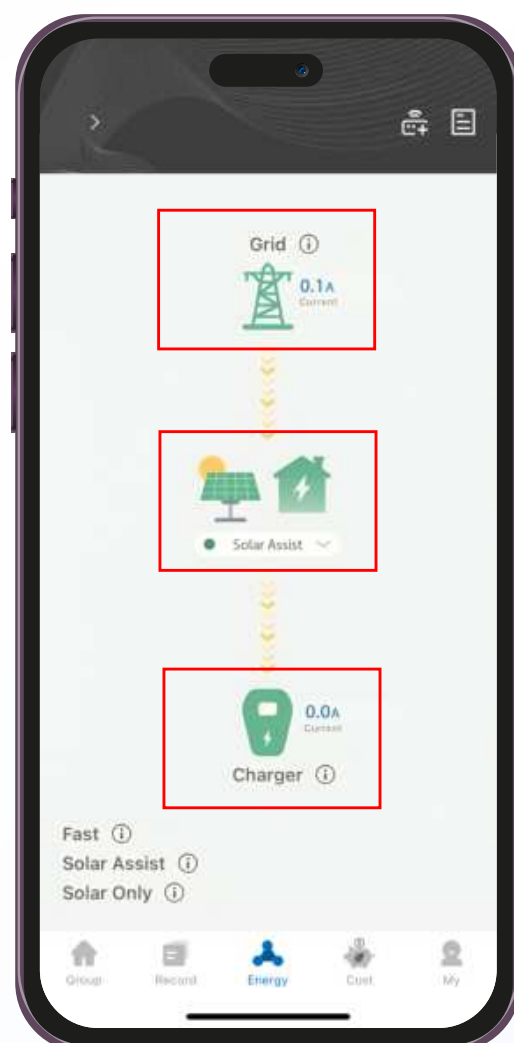 Grid
0.1A
Current
Solar Assist
0.0A
Current
Charger
Fast
Solar Assist
Solar Only
Group
Record
Energy
Cost
My